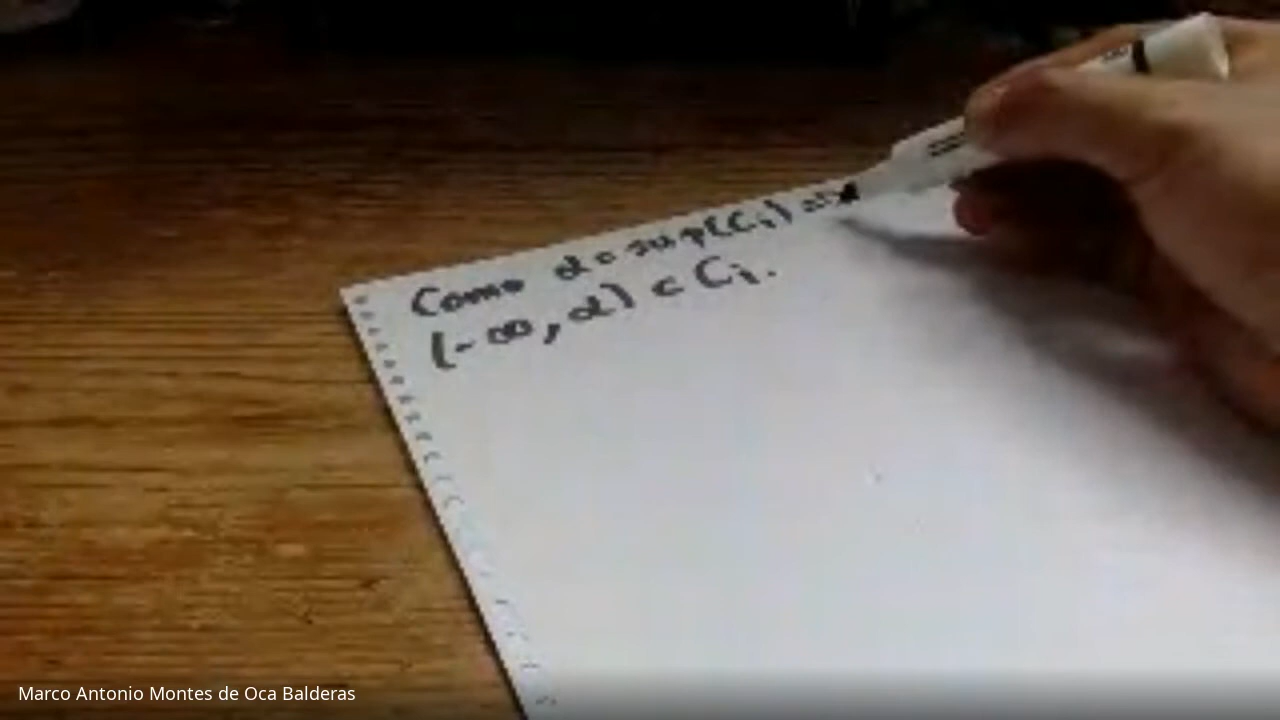 Como α = sup(Ci) =>
(-∞, α) ⊂ Ci.
Marco Antonio Montes de Oca Balderas